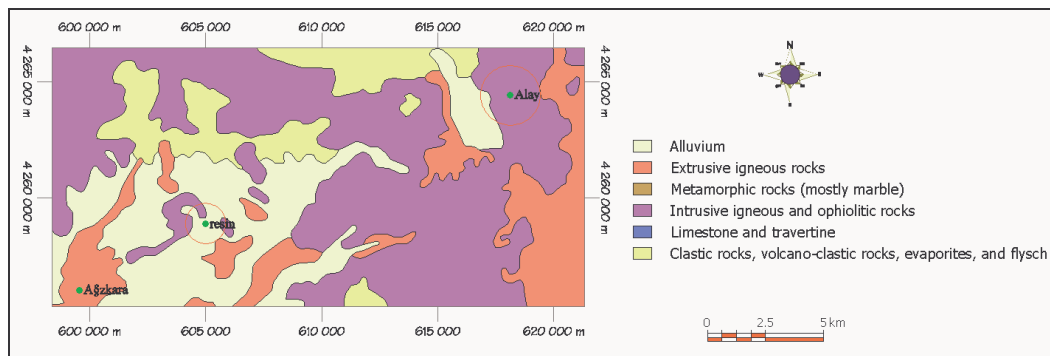 600 000 m 605 000 m 610 000 m 615 000 m 620 000 m
4 265 000 m
4 260 000 m
4 265 000 m
4 260 000 m
Alay
resin
Ağzkara
600 000 m 605 000 m 610 000 m 615 000 m 620 000 m
N
W
Alluvium
Extrusive igneous rocks
Metamorphic rocks (mostly marble)
Intrusive igneous and ophiolitic rocks
Limestone and travertine
Clastic rocks, volcano-clastic rocks, evaporites, and flysch
0 2.5 5 km